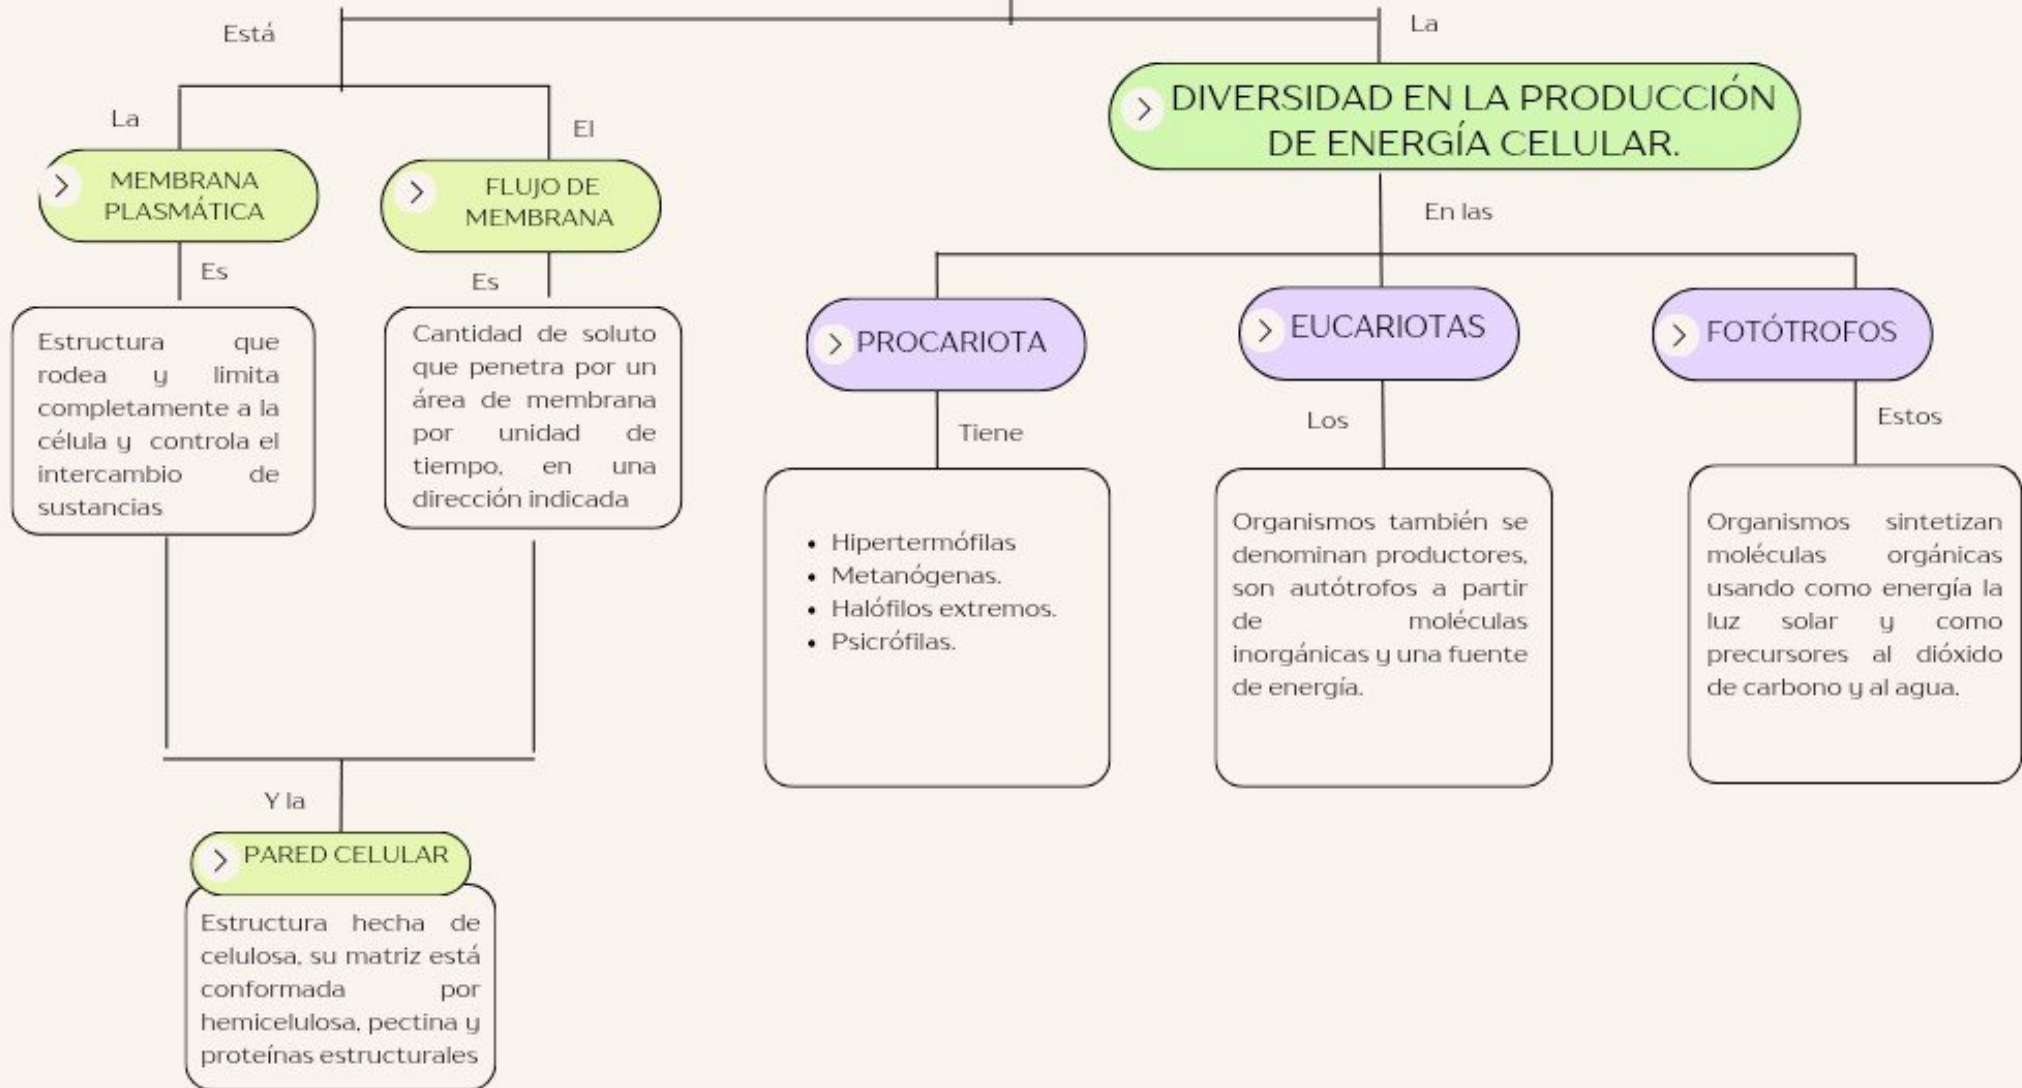 Está
La
La
El
MEMBRANA
PLASMÁTICA
FLUJO DE
MEMBRANA
Es
Es
Estructura que
rodea y limita
completamente a la
célula y controla el
intercambio de
sustancias
Cantidad de soluto
que penetra por un
área de membrana
por unidad de
tiempo, en una
dirección indicada
Y la
PARED CELULAR
Estructura hecha de
celulosa, su matriz está
conformada por
hemicelulosa, pectina y
proteínas estructurales
DIVERSIDAD EN LA PRODUCCIÓN
DE ENERGÍA CELULAR.
En las
PROCARIOTA
Tiene
• Hipertermófilas
• Metanógenas.
• Halófilos extremos.
• Psicrófilas.
EUCARIOTAS
Los
Organismos también se
denominan productores,
son autótrofos a partir
de moléculas
inorgánicas y una fuente
de energía.
FOTÓTROFOS
Estos
Organismos sintetizan
moléculas orgánicas
usando como energía la
luz solar y como
precursores al dióxido
de carbono y al agua.